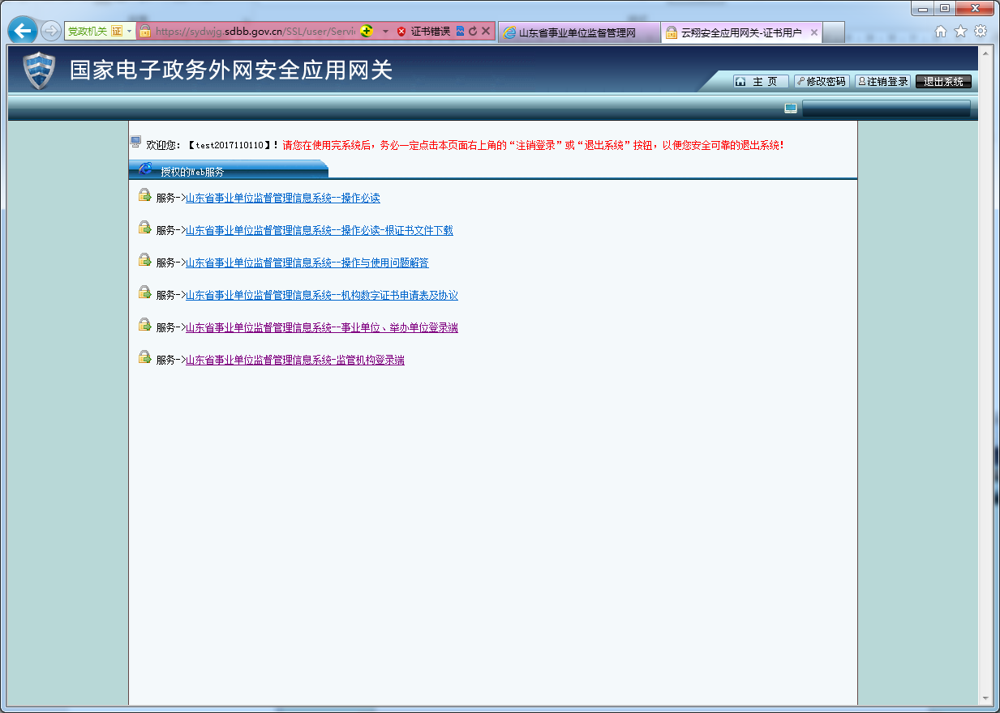 党政机关 证 https://sydwjg.sdbb.gov.cn/SSL/user/Servi 证书错误 山东省事业单位监督管理网 云翔安全应用网关-证书用户
国家电子政务外网安全应用网关
主 页 修改密码 注销登录 退出系统
欢迎您：【test2017110110】！请您在使用完系统后，务必一定点击本页面右上角的“注销登录”或“退出系统”按钮，以便您安全可靠的退出系统！
授权的Web服务
服务->山东省事业单位监督管理信息系统--操作必读
服务->山东省事业单位监督管理信息系统--操作必读-根证书文件下载
服务->山东省事业单位监督管理信息系统--操作与使用问题解答
服务->山东省事业单位监督管理信息系统--机构数字证书申请表及协议
服务->山东省事业单位监督管理信息系统--事业单位、举办单位登录端
服务->山东省事业单位监督管理信息系统-监管机构登录端